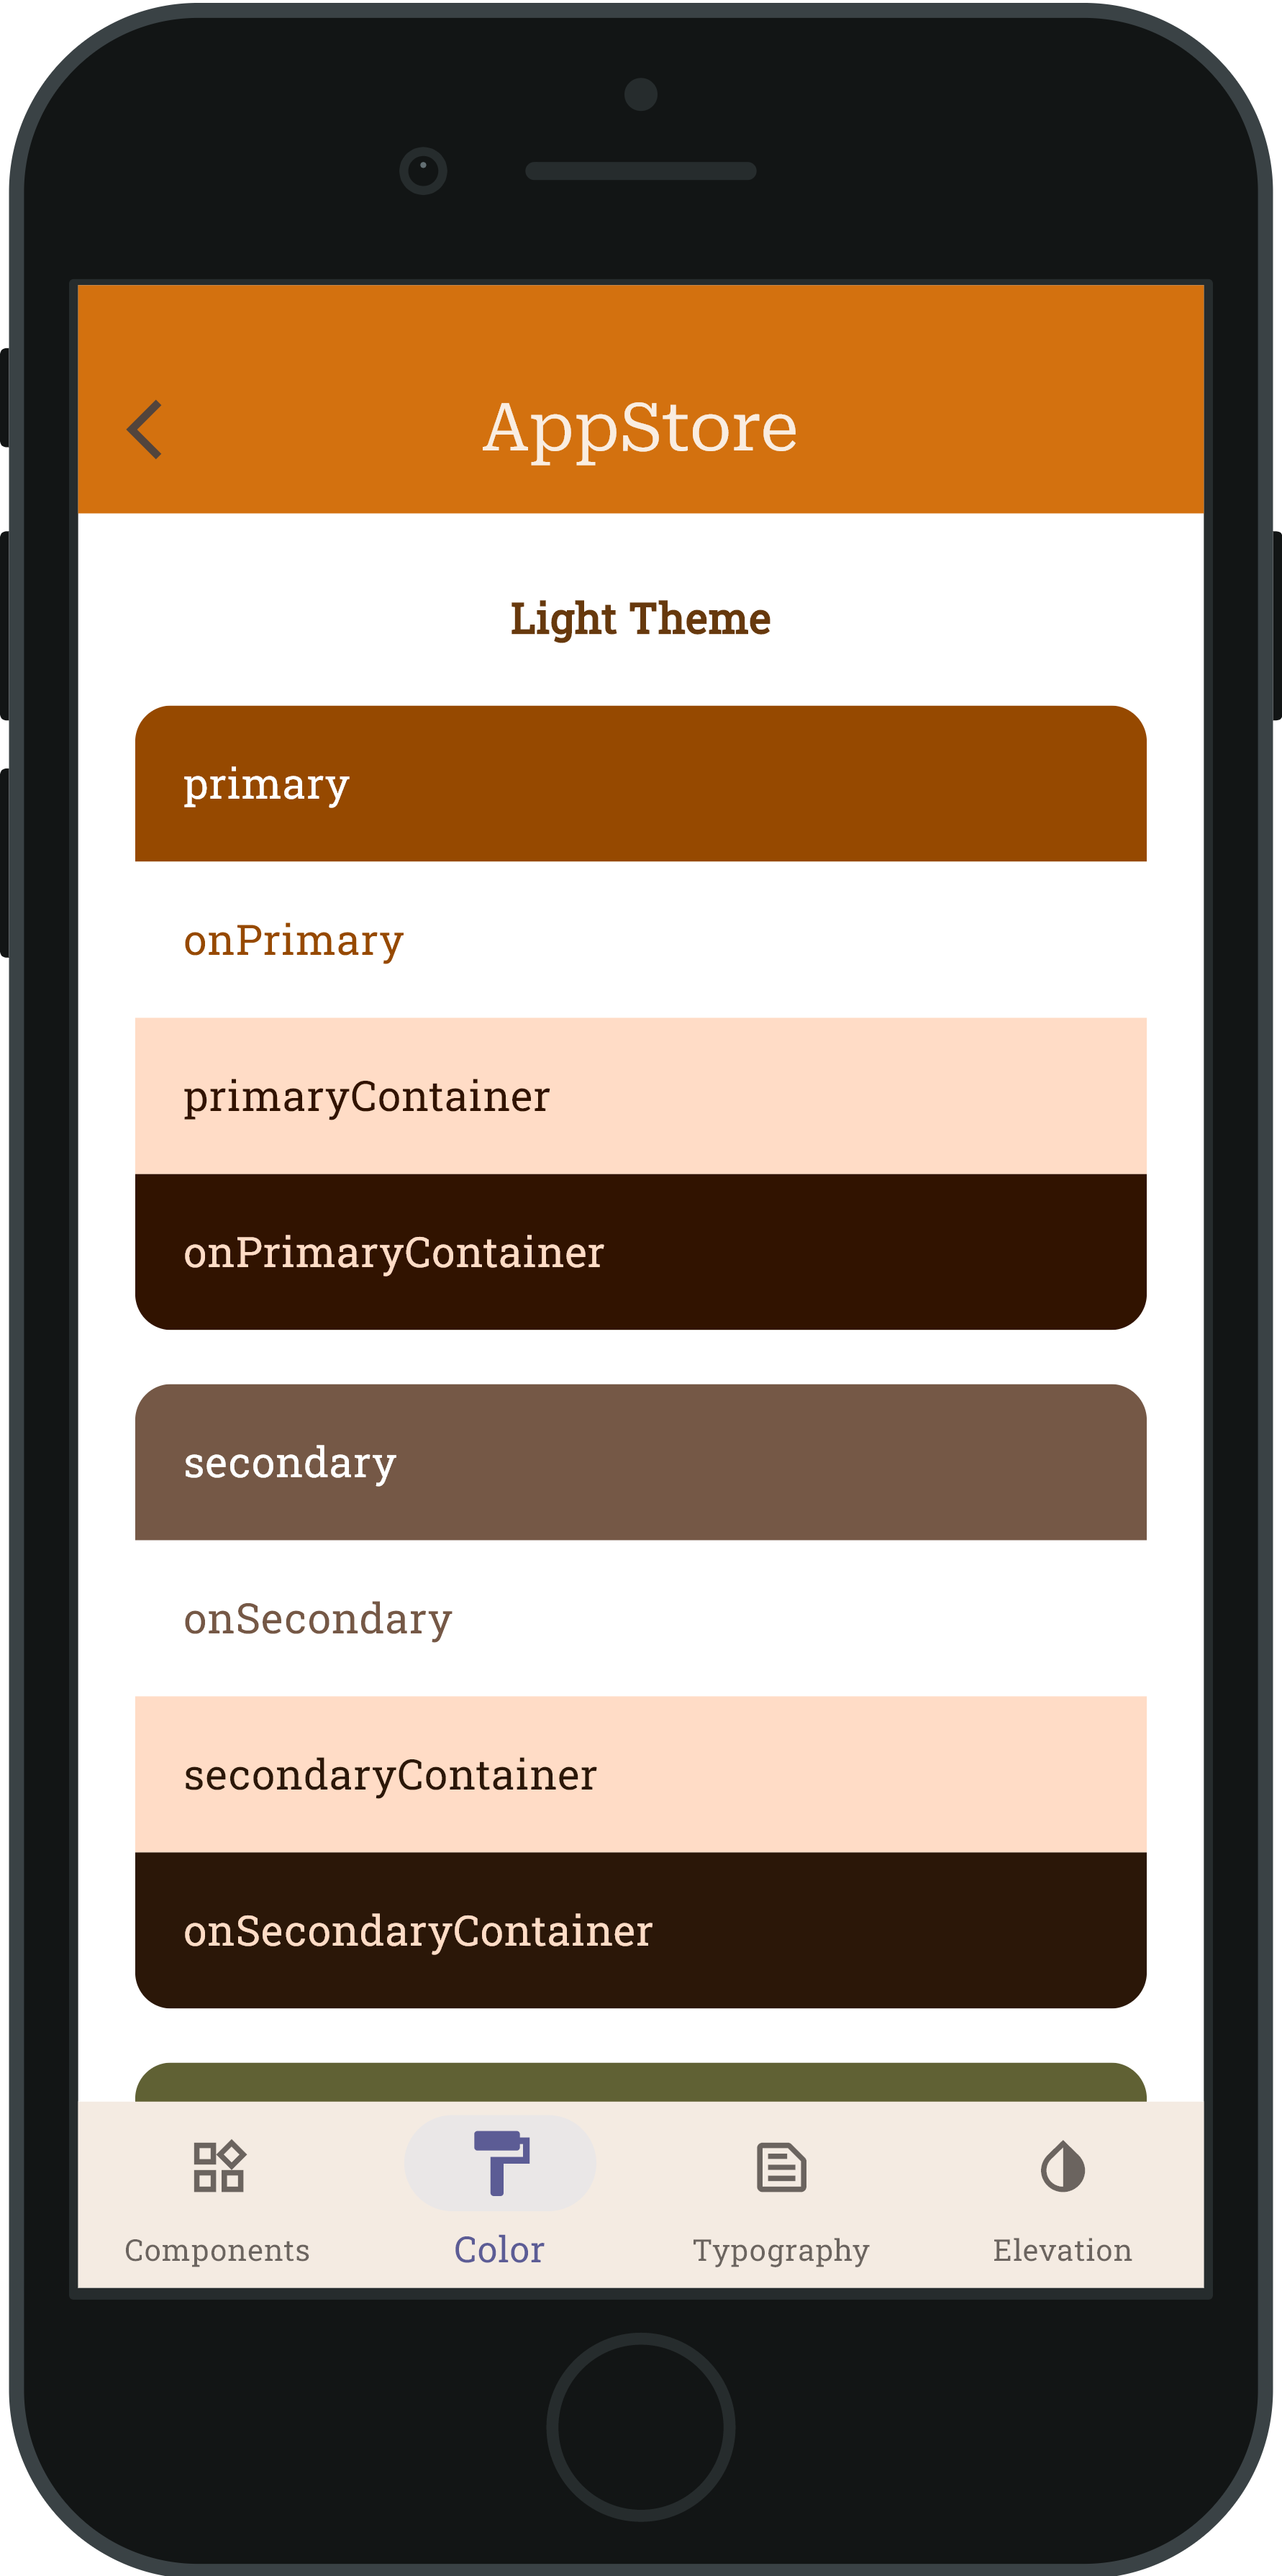 AppStore
Light Theme
primary
onPrimary
primaryContainer
onPrimaryContainer
secondary
onSecondary
secondaryContainer
onSecondaryContainer
Components
Color
Typography
Elevation